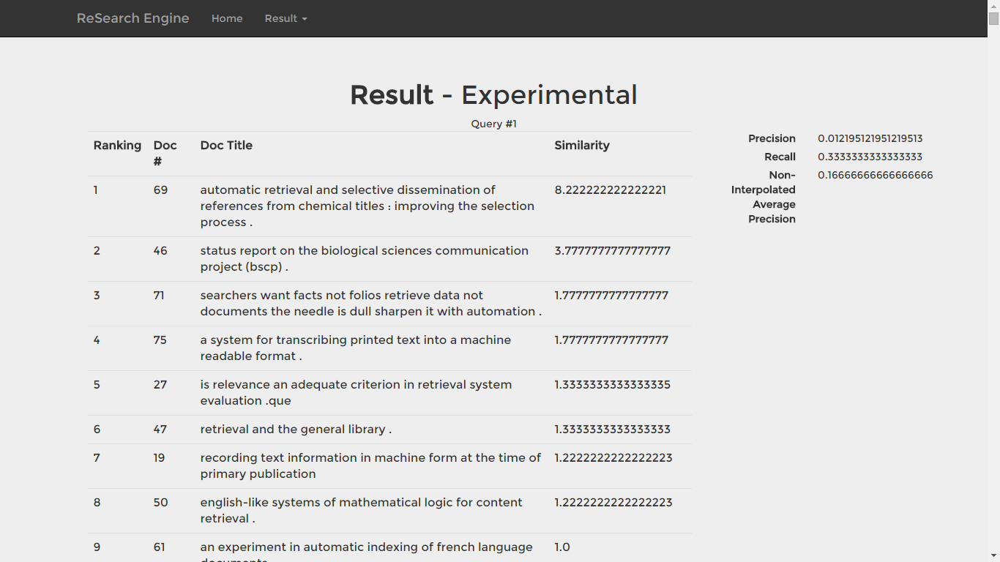 ReSearch Engine Home Result
Result - Experimental
Query #1
Ranking Doc # Doc Title Similarity
1 69 automatic retrieval and selective dissemination of
references from chemical titles : improving the selection
process .
8.222222222222221
2 46 status report on the biological sciences communication
project (bscp) .
3.7777777777777777
3 71 searchers want facts not folios retrieve data not
documents the needle is dull sharpen it with automation .
1.7777777777777777
4 75 a system for transcribing printed text into a machine
readable format .
1.7777777777777777
5 27 is relevance an adequate criterion in retrieval system
evaluation .que
1.3333333333333335
6 47 retrieval and the general library .
1.3333333333333333
7 19 recording text information in machine form at the time of
primary publication
1.2222222222222223
8 50 english-like systems of mathematical logic for content
retrieval .
1.2222222222222223
9 61 an experiment in automatic indexing of french language
documents
1.0
Precision 0.012195121951219513
Recall 0.3333333333333333
Non-
Interpolated
Average
Precision
0.16666666666666666